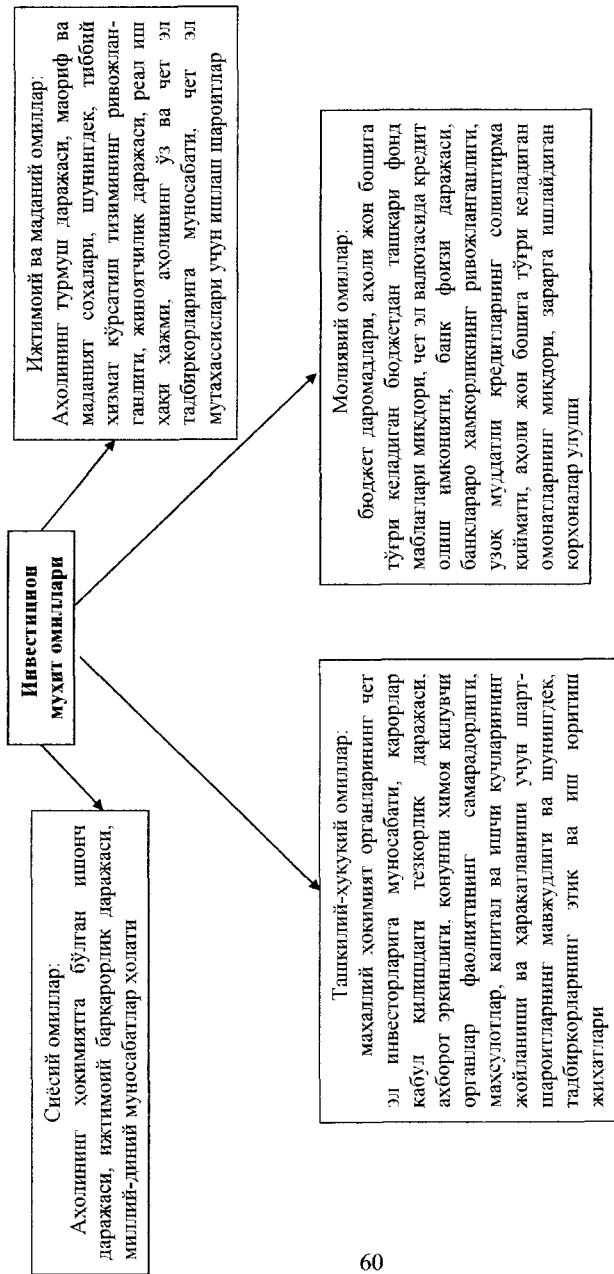 Инвестицион
муҳит омиллари
Сиёсий омиллар:
Аҳолининг ҳокимиятга бўлган ишонч
даражаси, ижтимоий барқарорлик даражаси,
миллий-диний муносабатлар ҳолати
Ижтимоий ва маданий омиллар:
Аҳолининг турмуш даражаси, маориф ва
маданият соҳалари, шунингдек, тиббий
хизмат кўрсатиш тизимининг ривожлан-
ганлиги, жиноятчилик даражаси, реал иш
ҳақи ҳажми, аҳолининг ўз ва чет эл
тадбиркорларига муносабати, чет эл
мутахассислари учун ишлаш шароитлар
Ташкилий-ҳуқуқий омиллар:
маҳаллий ҳокимият органларининг чет
эл инвесторларига муносабати, қарорлар
қабул қилишдаги тезкорлик даражаси,
ахборот эркинлиги, қонунни ҳимоя қилувчи
органлар фаолиятининг самарадорлиги,
маҳсулотлар, капитал ва ишчи кучларининг
жойланиши ва ҳаракатланиши учун шарт-
шароитларнинг мавжудлиги ва шунингдек,
тадбиркорларнинг этик ва иш юритиш
жиҳатлари
Молиявий омиллар:
бюджет даромадлари, аҳоли жон бошига
тўғри келадиган бюджетдан ташқари фонд
маблағлари миқдори, чет эл валютасида кредит
олиш имконияти, банк фоизи даражаси,
банклараро ҳамкорликнинг ривожланганлиги,
узоқ муддатли кредитларнинг солиштирма
қиймати, аҳоли жон бошига тўғри келадиган
омонатларнинг миқдори, зарарга ишлайдиган
корхоналар улуши
60